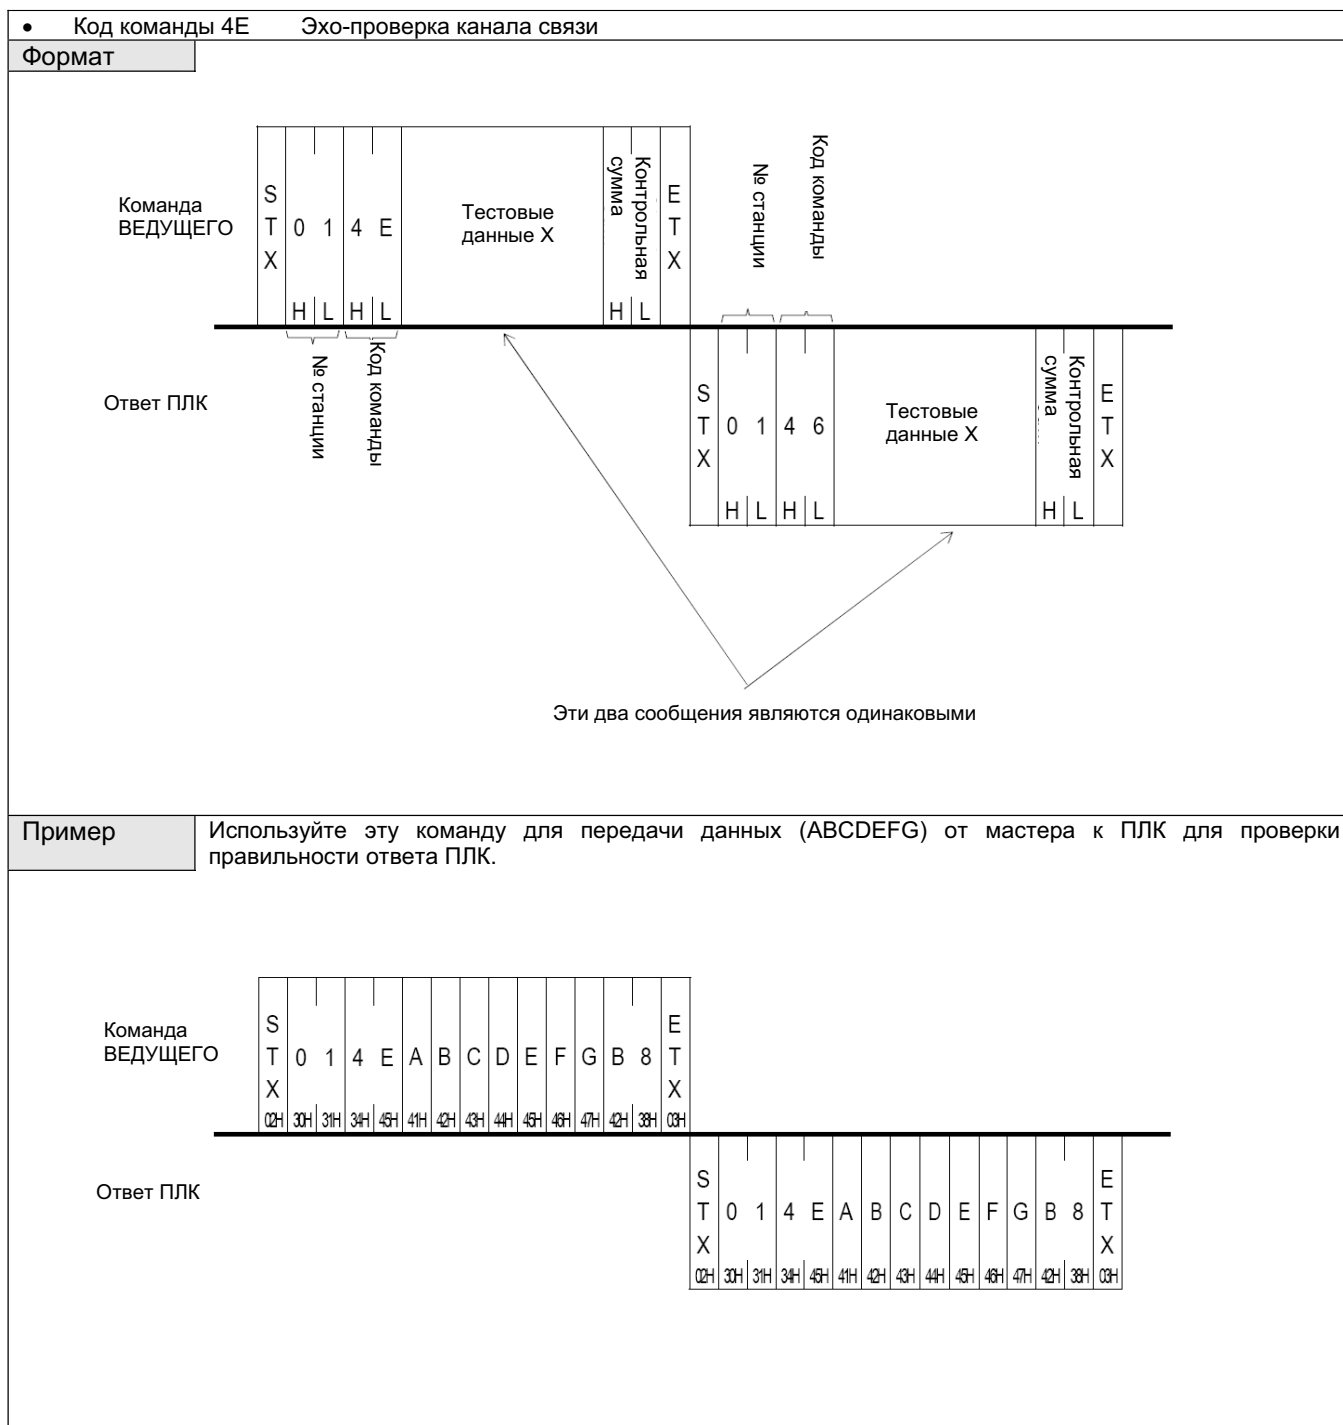 • Код команды 4E Эхо-проверка канала связи
Формат
Команда
ВЕДУЩЕГО
S
T
X
0 1 4 E
Тестовые
данные X
Контрольная
сумма
E
T
X
H L H L
H L
№ станции
Код команды
№ станции
Код команды
Ответ ПЛК
S
T
X
0 1 4 6
Тестовые
данные X
Контрольная
сумма
E
T
X
H L H L
H L
Эти два сообщения являются одинаковыми
Пример
Используйте эту команду для передачи данных (ABCDEFG) от мастера к ПЛК для проверки
правильности ответа ПЛК.
Команда
ВЕДУЩЕГО
S
T
X
0 1 4 E A B C D E F G B 8
E
T
X
02H 30H 31H 34H 45H 41H 42H 43H 44H 45H 46H 47H 42H 38H 03H
Ответ ПЛК
S
T
X
0 1 4 E A B C D E F G B 8
E
T
X
02H 30H 31H 34H 45H 41H 42H 43H 44H 45H 46H 47H 42H 38H 03H